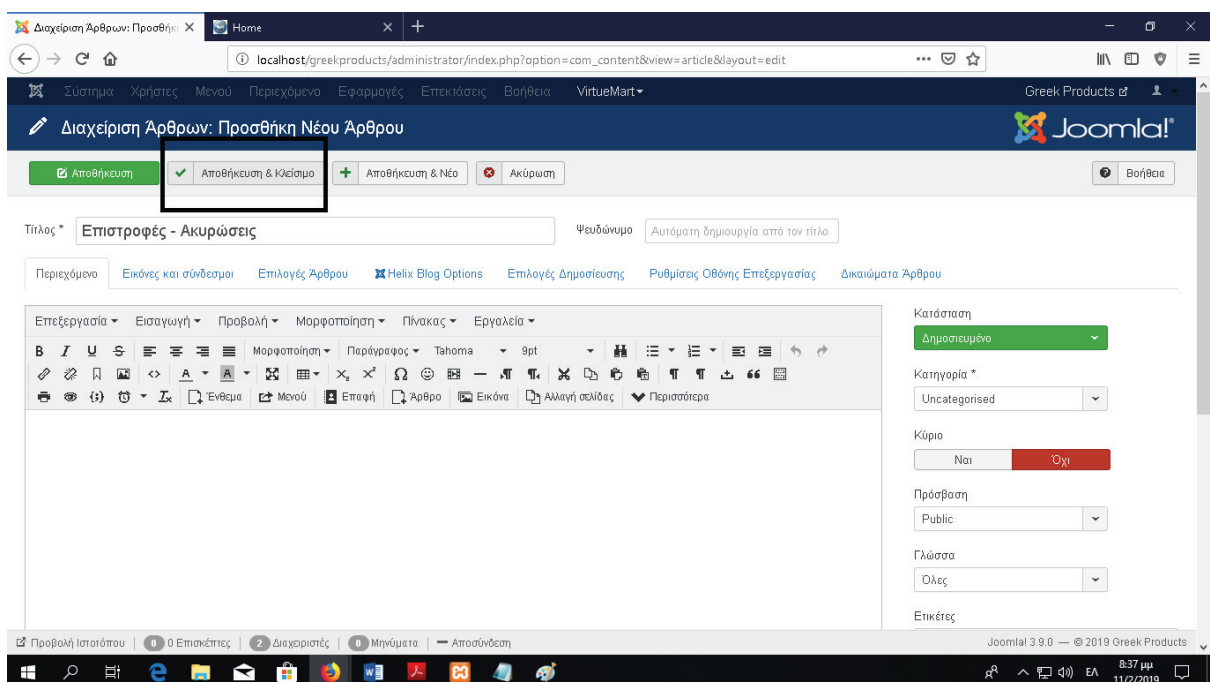 Διαχείριση Άρθρων: Προσθήκ
Home
localhost/greekproducts/administrator/index.php?option=com_content&view=article&layout=edit
Σύστημα Χρήστες Μενού Περιεχόμενο Εφαρμογές Επεκτάσεις Βοήθεια VirtueMart Greek Products
Διαχείριση Άρθρων: Προσθήκη Νέου Άρθρου Joomla!®
Αποθήκευση Αποθήκευση & Κλείσιμο Αποθήκευση & Νέο Ακύρωση Βοήθεια
Τίτλος * Επιστροφές - Ακυρώσεις Ψευδώνυμο Αυτόματη δημιουργία από τον τίτλο
Περιεχόμενο Εικόνες και σύνδεσμοι Επιλογές Άρθρου Helix Blog Options Επιλογές Δημοσίευσης Ρυθμίσεις Οθόνης Επεξεργασίας Δικαιώματα Άρθρου
Επεξεργασία Εισαγωγή Προβολή Μορφοποίηση Πίνακας Εργαλεία
B I U S Μορφοποίηση Παράγραφος Tahoma 9pt
Ένθεμα Μενού Επαφή Άρθρο Εικόνα Αλλαγή σελίδας Περισσότερα
Κατάσταση
Δημοσιευμένο
Κατηγορία *
Uncategorised
Κύριο
Ναι Όχι
Πρόσβαση
Public
Γλώσσα
Όλες
Ετικέτες
Προβολή Ιστοτόπου | 0 0 Επισκέπτες | 2 Διαχειριστές | 0 Μηνύματα | Αποσύνδεση Joomla! 3.9.0 — © 2019 Greek Products
ΕΛ 8:37 μμ
11/2/2019